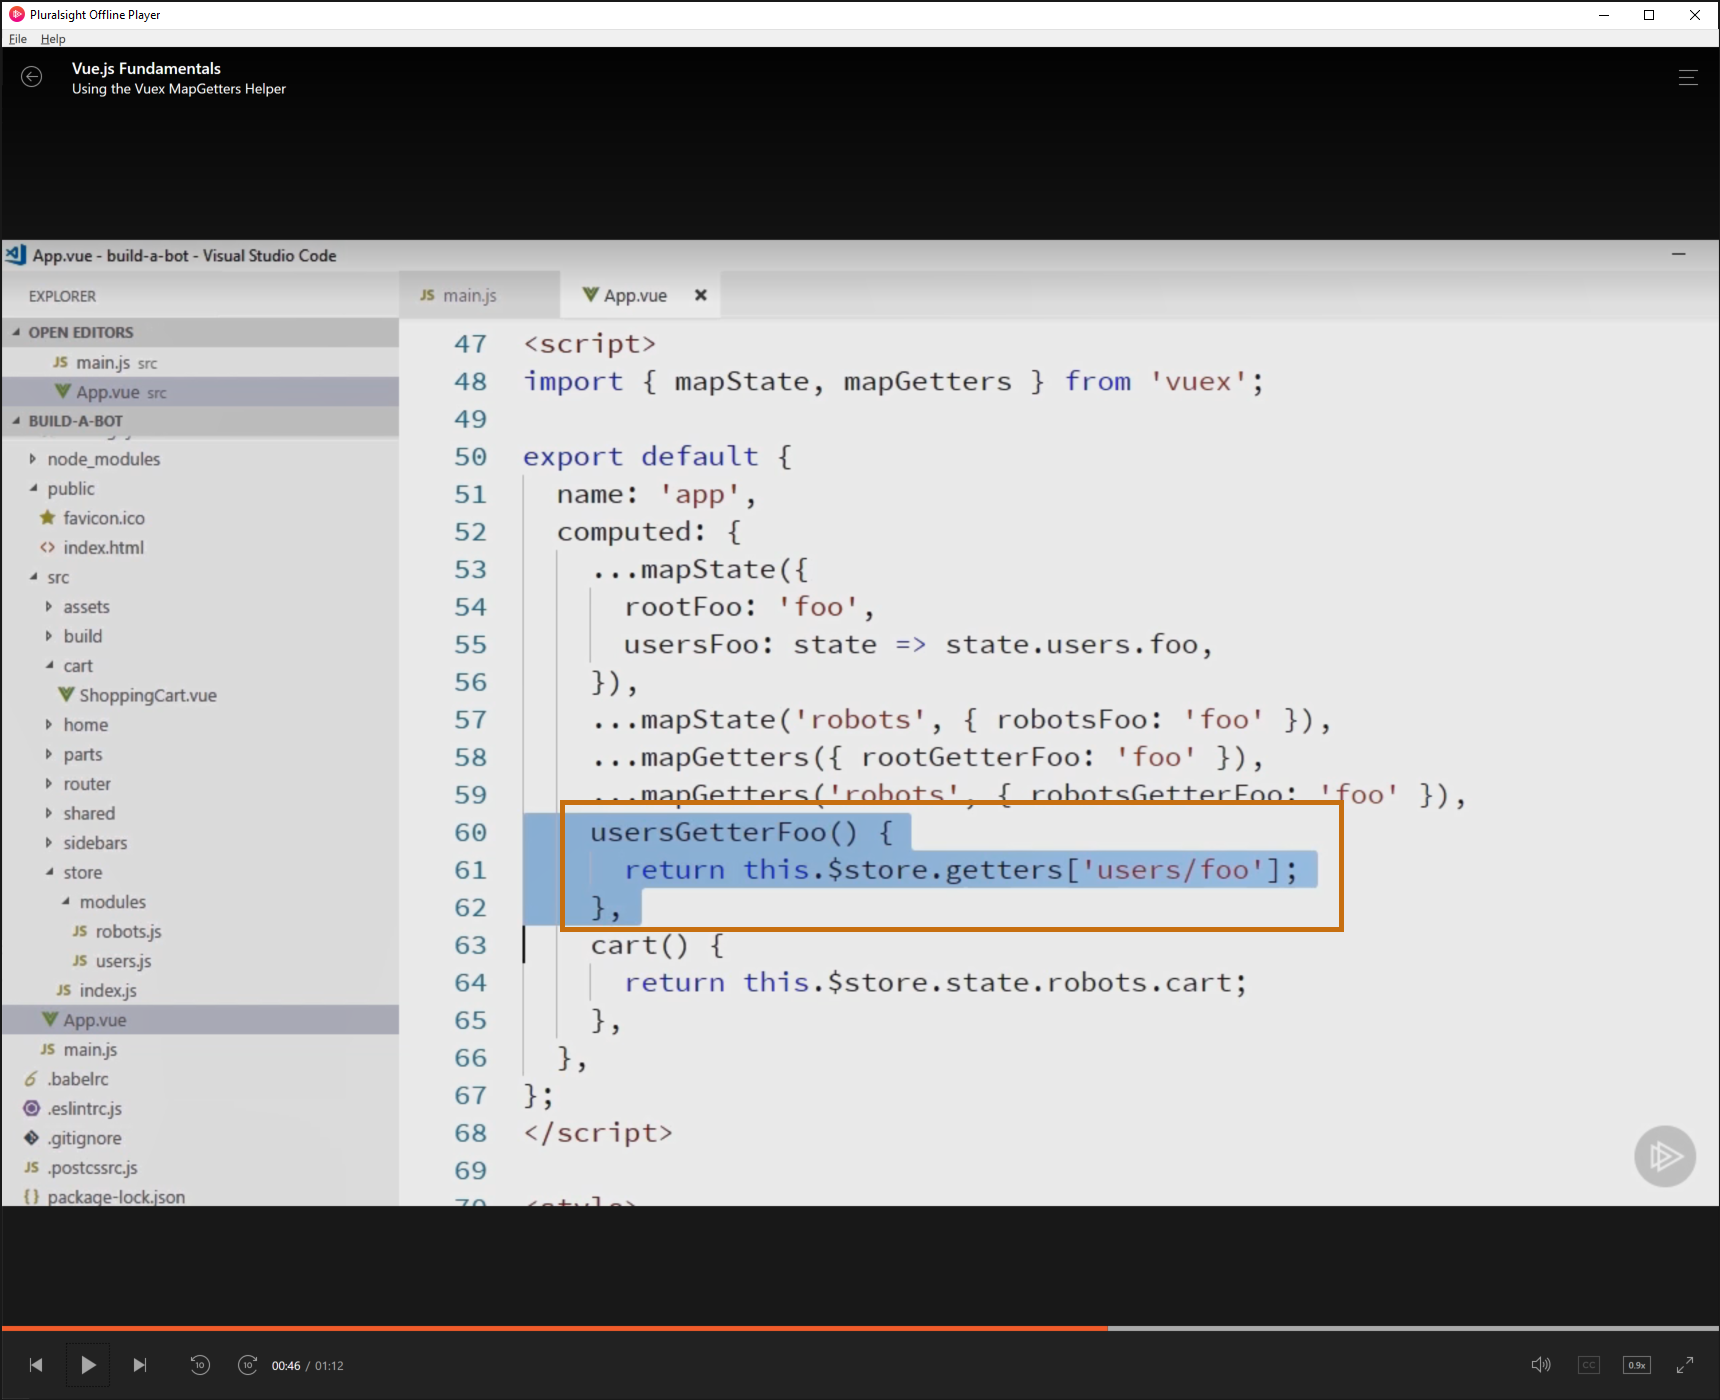 Pluralsight Offline Player
File Help
Vue.js Fundamentals
Using the Vuex MapGetters Helper
App.vue - build-a-bot - Visual Studio Code
EXPLORER
OPEN EDITORS
JS main.js src
App.vue src
BUILD-A-BOT
node_modules
public
favicon.ico
<> index.html
src
assets
build
cart
ShoppingCart.vue
home
parts
router
shared
sidebars
store
modules
JS robots.js
JS users.js
JS index.js
App.vue
JS main.js
.babelrc
.eslintrc.js
.gitignore
JS .postcssrc.js
{} package-lock.json
JS main.js
App.vue
47 <script>
48 import { mapState, mapGetters } from 'vuex';
49
50 export default {
51 name: 'app',
52 computed: {
53 ...mapState({
54 rootFoo: 'foo',
55 usersFoo: state => state.users.foo,
56 }),
57 ...mapState('robots', { robotsFoo: 'foo' }),
58 ...mapGetters({ rootGetterFoo: 'foo' }),
59 ...mapGetters('robots', { robotsGetterFoo: 'foo' }),
60 usersGetterFoo() {
61 return this.$store.getters['users/foo'];
62 },
63 cart() {
64 return this.$store.state.robots.cart;
65 },
66 },
67 };
68 </script>
69
70 <style>
10
10
00:46 / 01:12
CC
0.9x